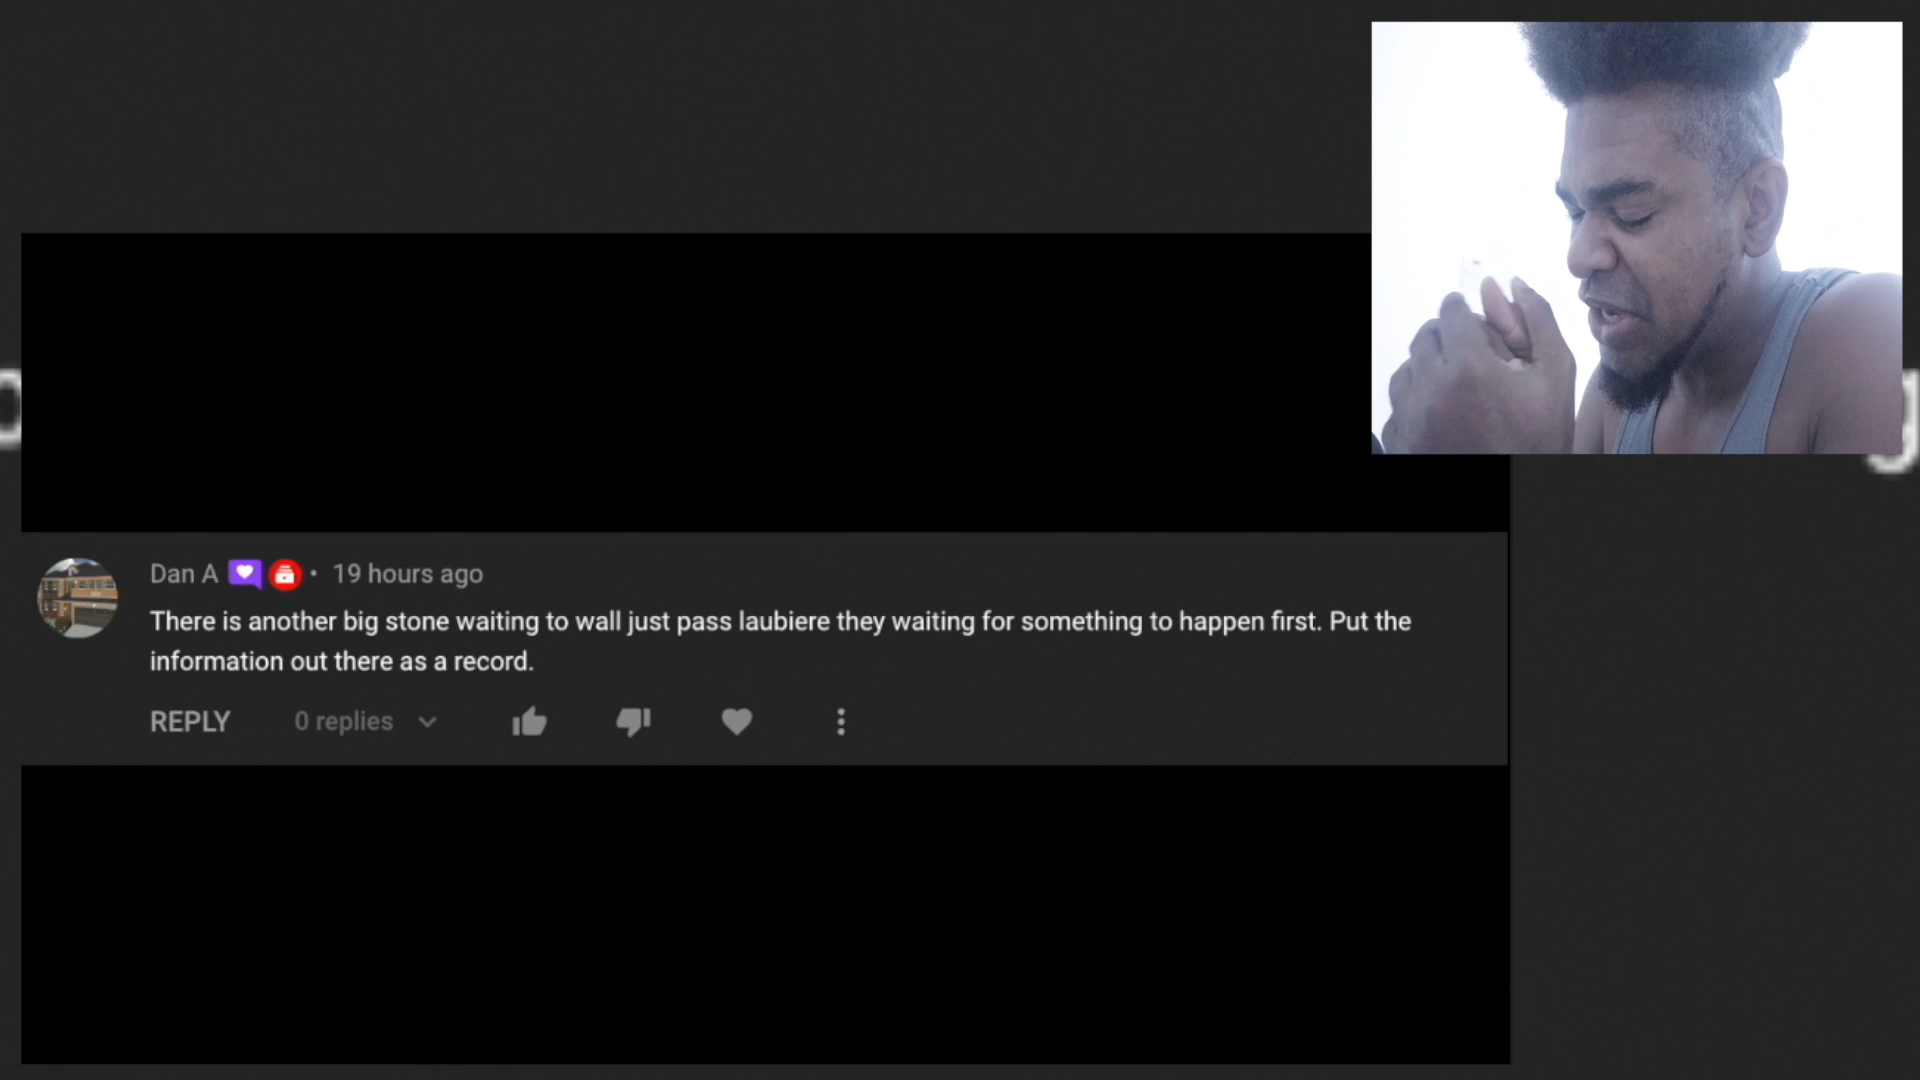 Dan A • 19 hours ago
There is another big stone waiting to wall just pass laubiere they waiting for something to happen first. Put the
information out there as a record.
REPLY 0 replies
g